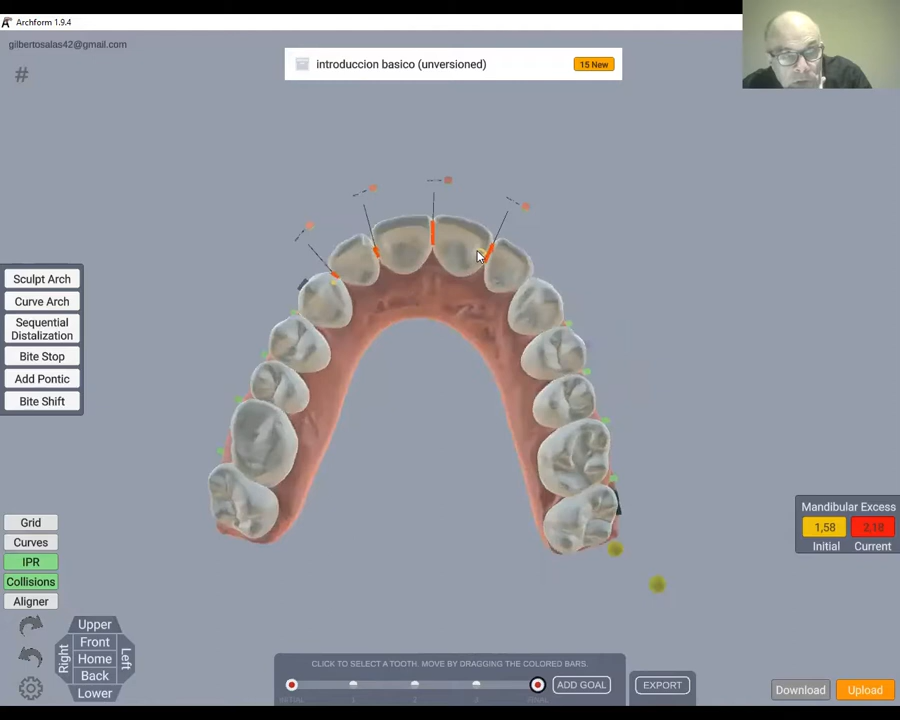 Archform 1.9.4
gilbertosalas42@gmail.com
#
introduccion basico (unversioned)
15 New
Sculpt Arch
Curve Arch
Sequential
Distalization
Bite Stop
Add Pontic
Bite Shift
Mandibular Excess
1,58
2,18
Initial
Current
Grid
Curves
IPR
Collisions
Aligner
Upper
Front
Right
Home
Left
Back
Lower
CLICK TO SELECT A TOOTH. MOVE BY DRAGGING THE COLORED BARS.
ADD GOAL
EXPORT
Download
Upload